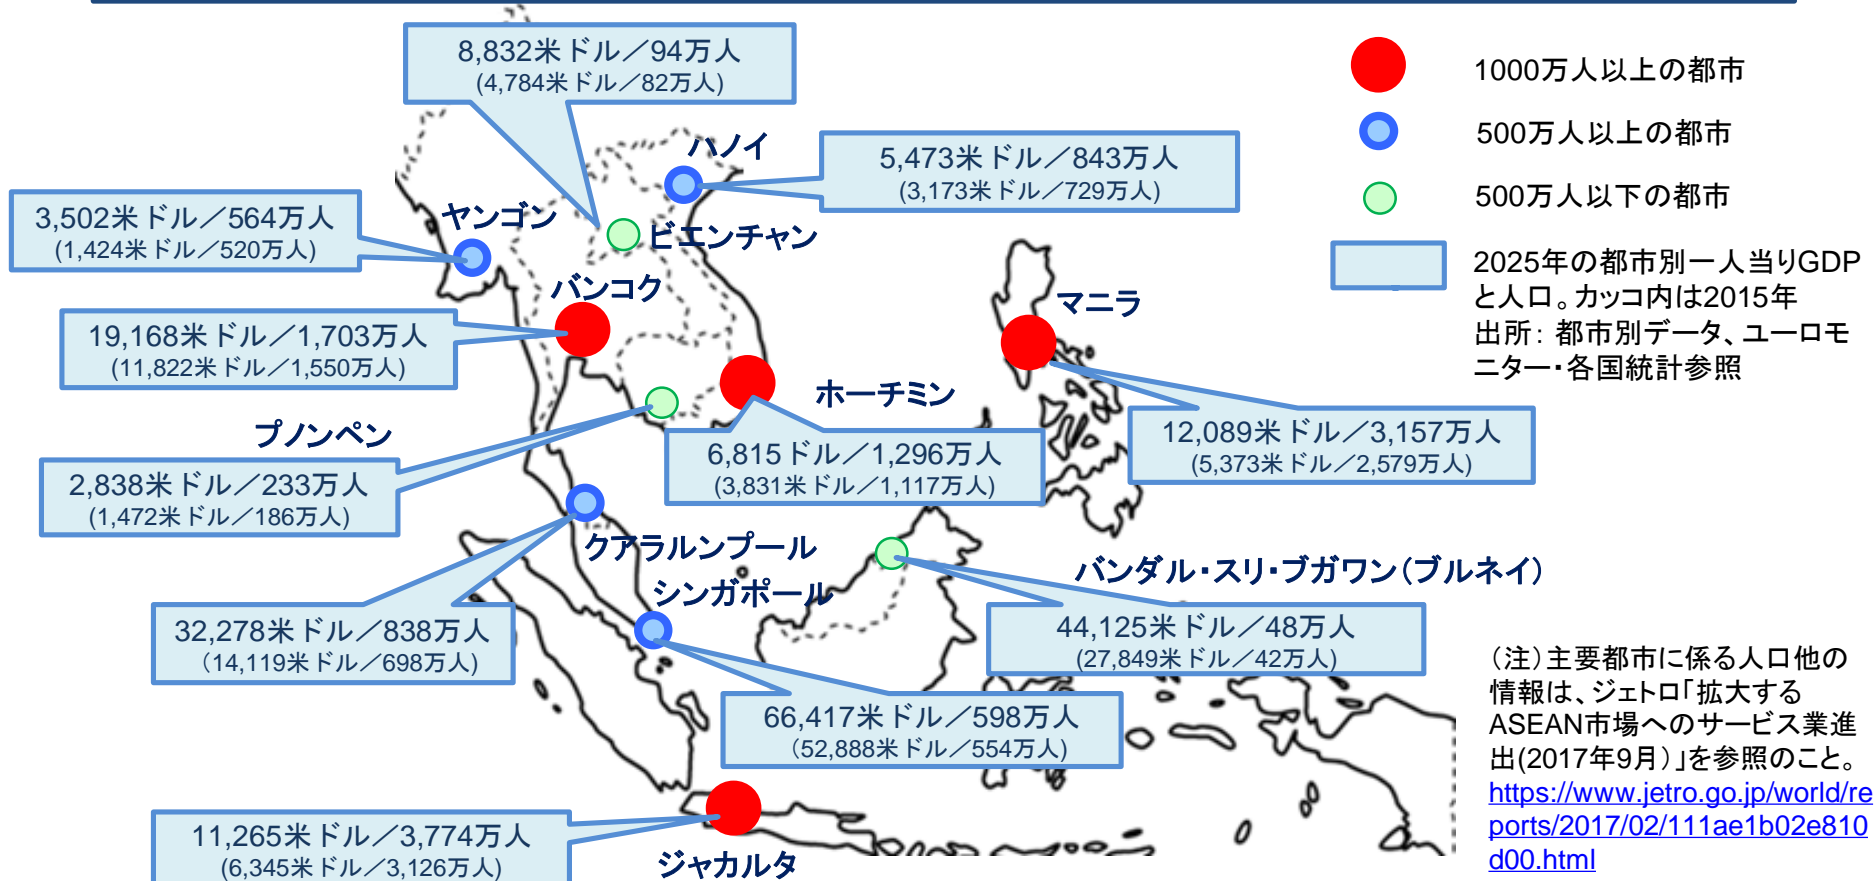 8,832米ドル／94万人
(4,784米ドル／82万人)
1000万人以上の都市
500万人以上の都市
500万人以下の都市
2025年の都市別一人当りGDP
と人口。カッコ内は2015年
出所：都市別データ、ユーロモ
ニター・各国統計参照
ハノイ
5,473米ドル／843万人
(3,173米ドル／729万人)
3,502米ドル／564万人
(1,424米ドル／520万人)
ヤンゴン
ビエンチャン
バンコク
19,168米ドル／1,703万人
(11,822米ドル／1,550万人)
マニラ
12,089米ドル／3,157万人
(5,373米ドル／2,579万人)
ホーチミン
6,815ドル／1,296万人
(3,831米ドル／1,117万人)
プノンペン
2,838米ドル／233万人
(1,472米ドル／186万人)
クアラルンプール
32,278米ドル／838万人
（14,119米ドル／698万人)
シンガポール
66,417米ドル／598万人
（52,888米ドル／554万人)
バンダル・スリ・ブガワン（ブルネイ）
44,125米ドル／48万人
(27,849米ドル／42万人)
11,265米ドル／3,774万人
(6,345米ドル／3,126万人)
ジャカルタ
（注）主要都市に係る人口他の
情報は、ジェトロ「拡大する
ASEAN市場へのサービス業進
出(2017年9月）」を参照のこと。
https://www.jetro.go.jp/world/re
ports/2017/02/111ae1b02e810
d00.html